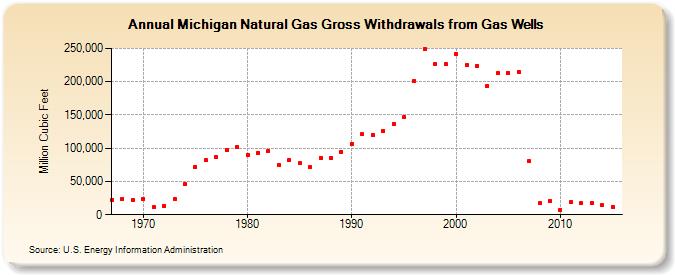 Annual Michigan Natural Gas Gross Withdrawals from Gas Wells
Million Cubic Feet
250,000
200,000
150,000
100,000
50,000
0
1970 1980 1990 2000 2010
Source: U.S. Energy Information Administration